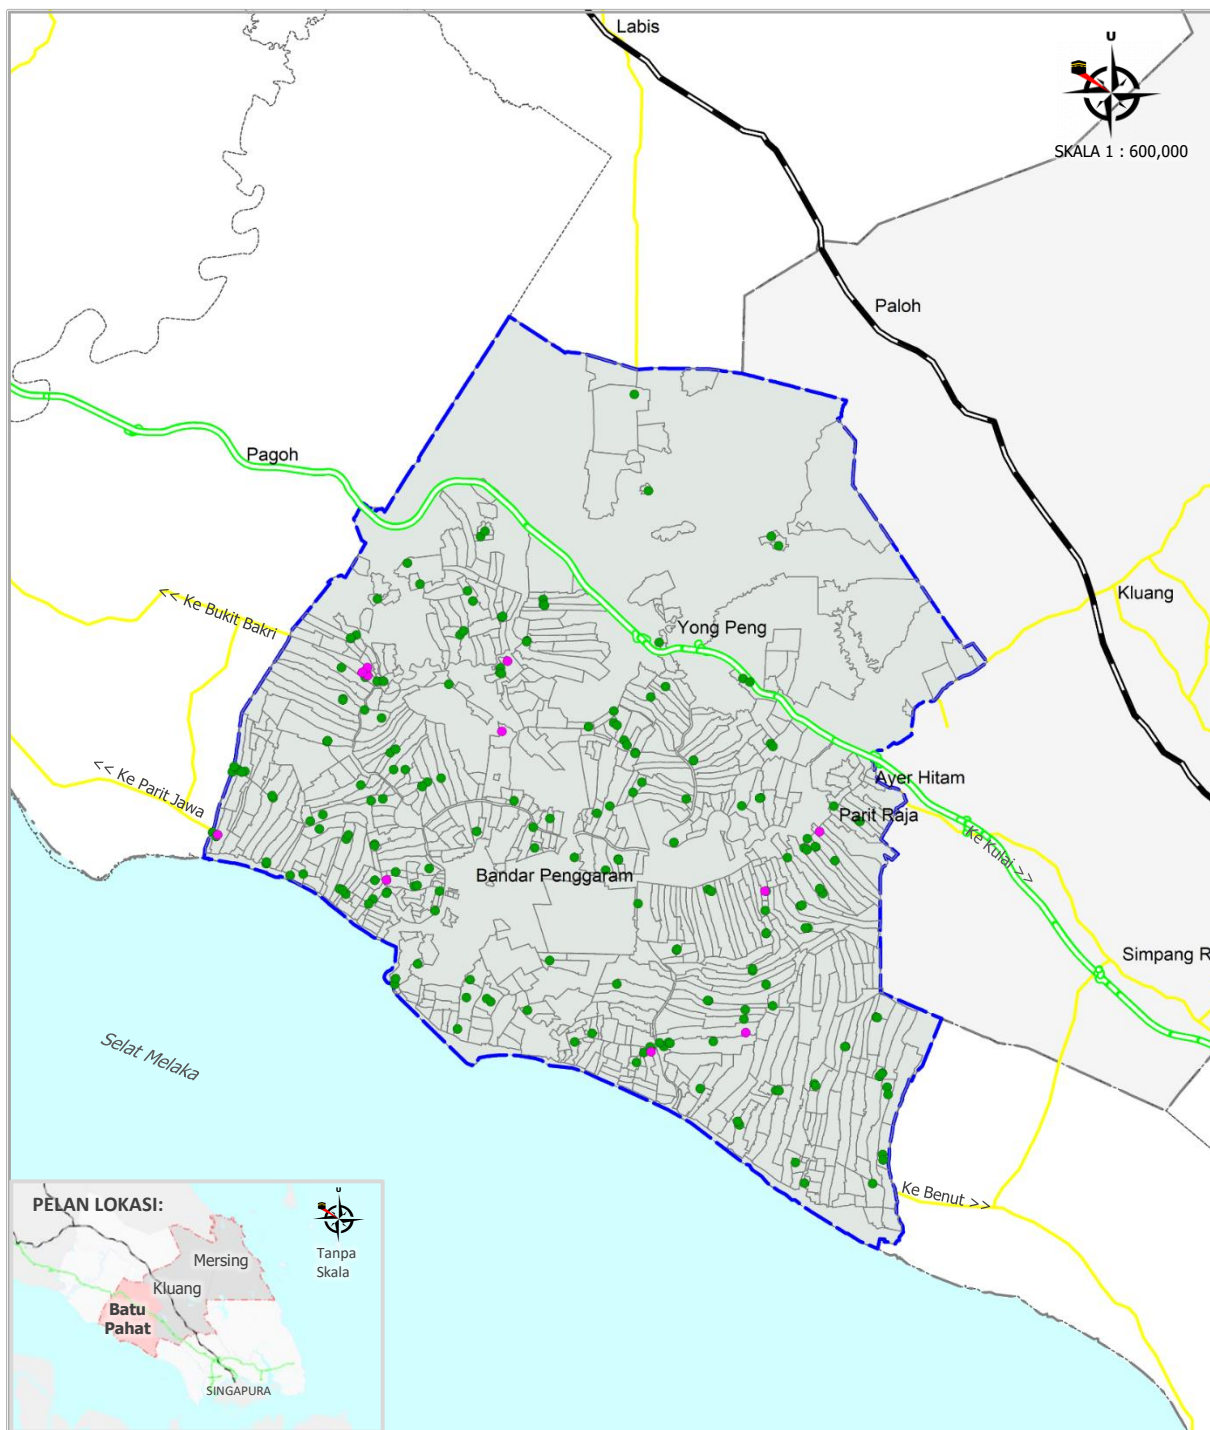 Labis
U
SKALA 1 : 600,000
Paloh
Pagoh
Kluang
<< Ke Bukit Bakri
Yong Peng
<< Ke Parit Jawa
Ayer Hitam
Parit Raja
Ke Kulai >>
Bandar Penggaram
Simpang R
Selat Melaka
Ke Benut >>
PELAN LOKASI:
U
Tanpa
Skala
Mersing
Kluang
Batu
Pahat
SINGAPURA